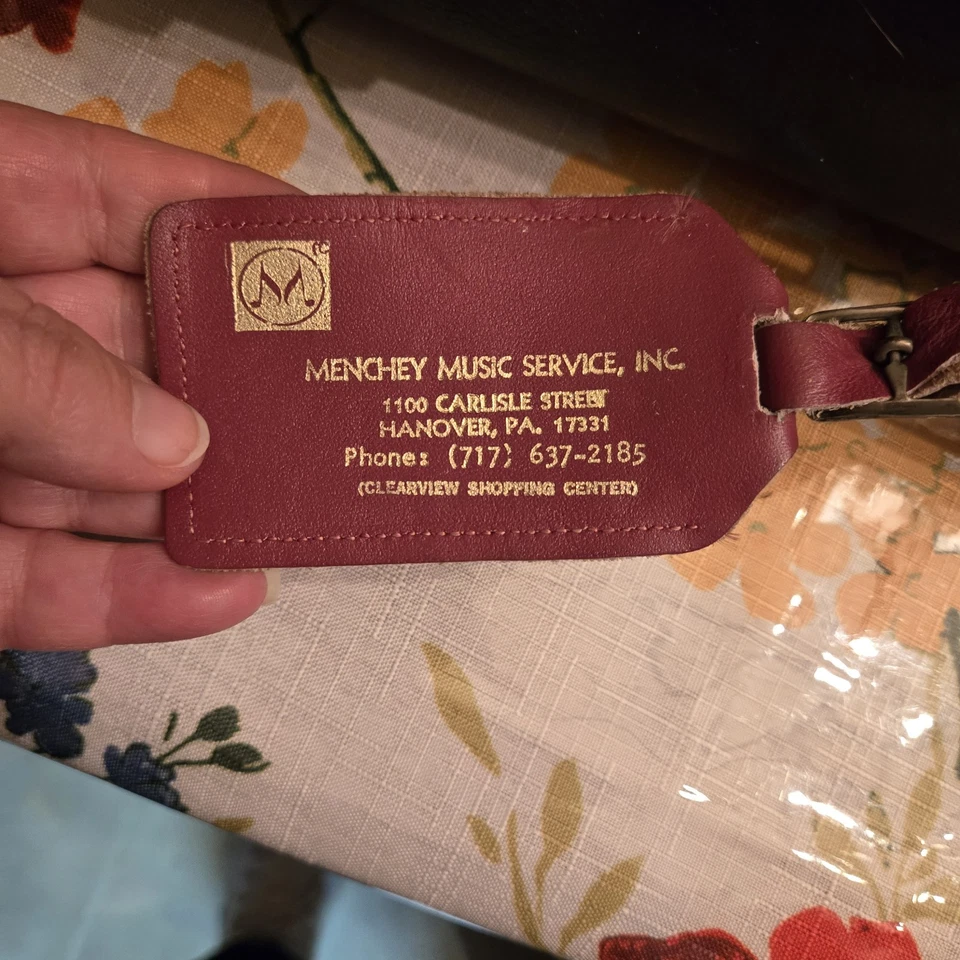 M ®
MENCHEY MUSIC SERVICE, INC.
1100 CARLISLE STREET
HANOVER, PA. 17331
Phone: (717) 637-2185
(CLEARVIEW SHOPPING CENTER)